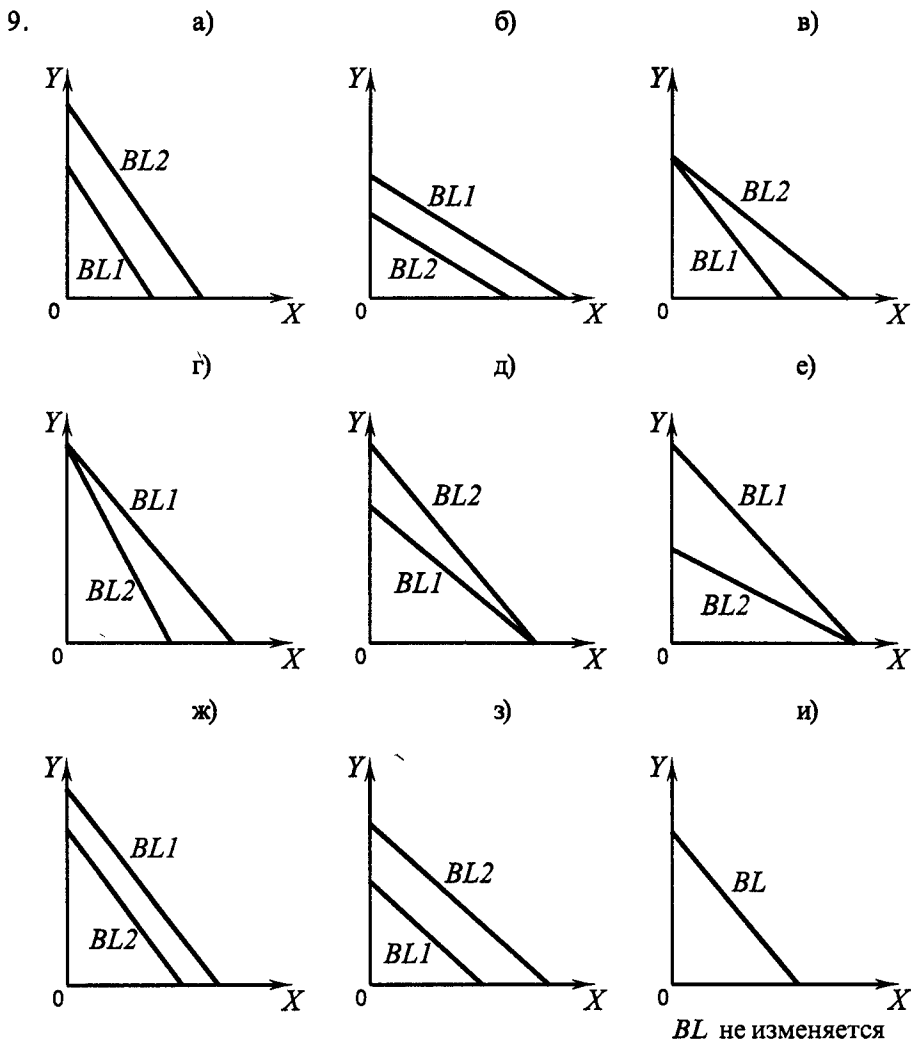 9. а) б) в)
Y Y Y
BL2
BL1
BL2
BL1
BL1
BL2
0 X 0 X 0 X
г) д) е)
Y Y Y
BL1
BL2
BL1
BL2
BL1
BL2
0 X 0 X 0 X
ж) з) и)
Y Y Y
BL1
BL2
BL
BL2
BL1
0 X 0 X 0 X
BL не изменяется